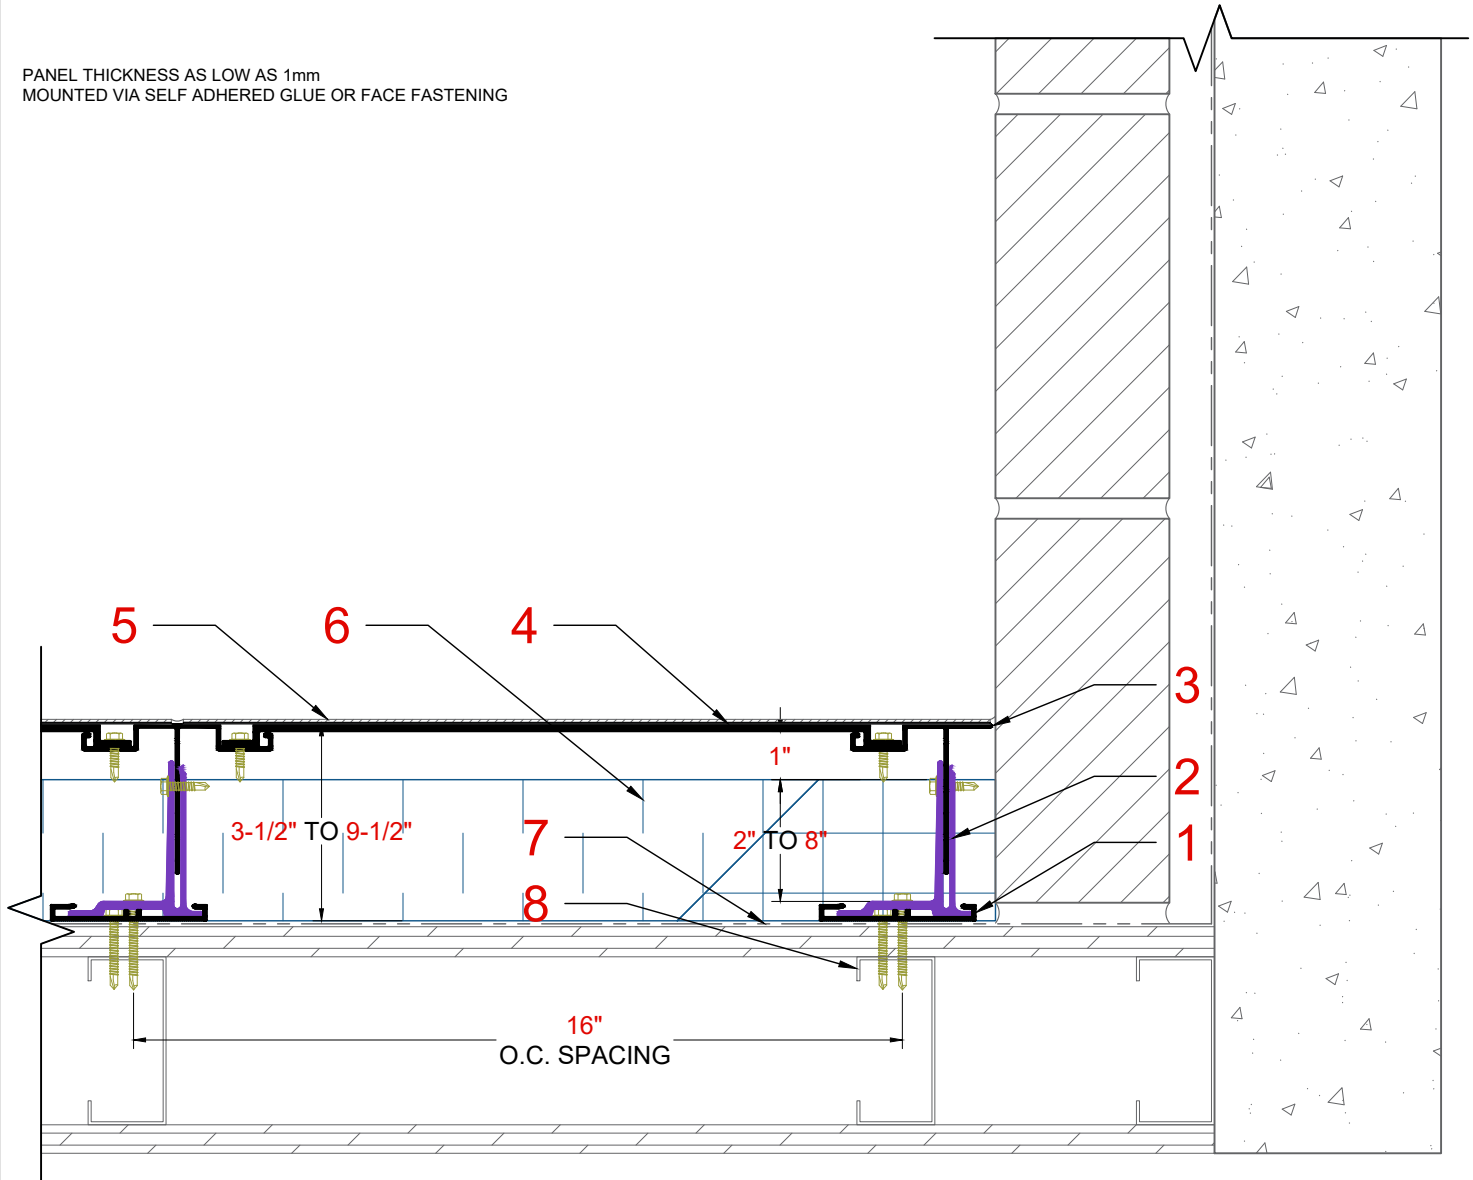 PANEL THICKNESS AS LOW AS 1mm
MOUNTED VIA SELF ADHERED GLUE OR FACE FASTENING
5
6
4
3
1"
2
3-1/2" TO 9-1/2"
7
2" TO 8"
1
8
16"
O.C. SPACING